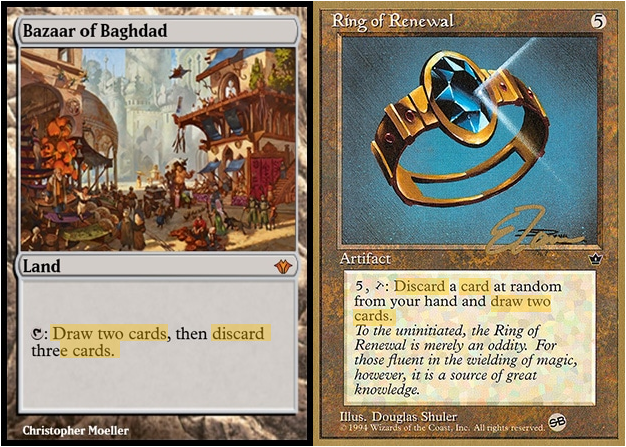 Bazaar of Baghdad
Land
: Draw two cards, then discard
three cards.
Christopher Moeller
Ring of Renewal
5
Artifact
5, : Discard a card at random
from your hand and draw two
cards.
To the uninitiated, the Ring of
Renewal is merely an oddity. For
those fluent in the wielding of magic,
however, it is a source of great
knowledge.
Illus. Douglas Shuler
© 1994 Wizards of the Coast, Inc. All rights reserved.
SB